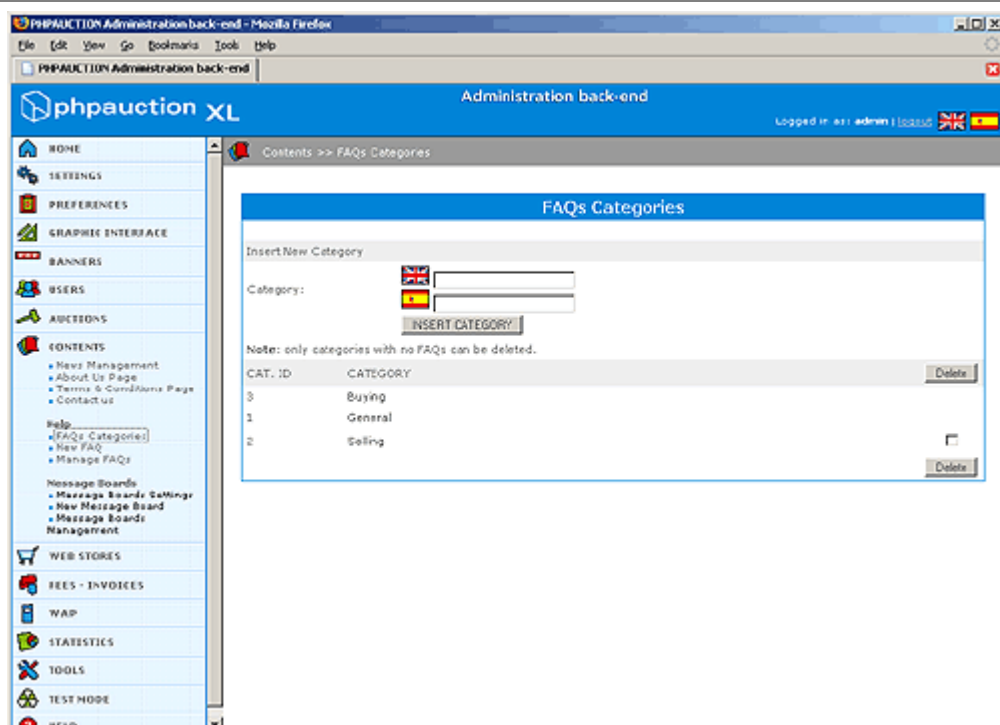 PHPAUCTION Administration back-end - Mozilla Firefox
File Edit View Go Bookmarks Tools Help
PHPAUCTION Administration back-end
phpauction XL
Administration back-end
Logged in as: admin | logout
HOME
SETTINGS
PREFERENCES
GRAPHIC INTERFACE
BANNERS
USERS
AUCTIONS
CONTENTS
News Management
About Us Page
Terms & Conditions Page
Contact us
Help
FAQs Categories
New FAQ
Manage FAQs
Message Boards
Message Boards Settings
New Message Board
Message Boards
Management
WEB STORES
FEES - INVOICES
WAP
STATISTICS
TOOLS
TEST MODE
HELP
Contents >> FAQs Categories
FAQs Categories
Insert New Category
Category:
INSERT CATEGORY
Note: only categories with no FAQs can be deleted.
CAT. ID CATEGORY Delete
3 Buying
1 General
2 Selling
Delete